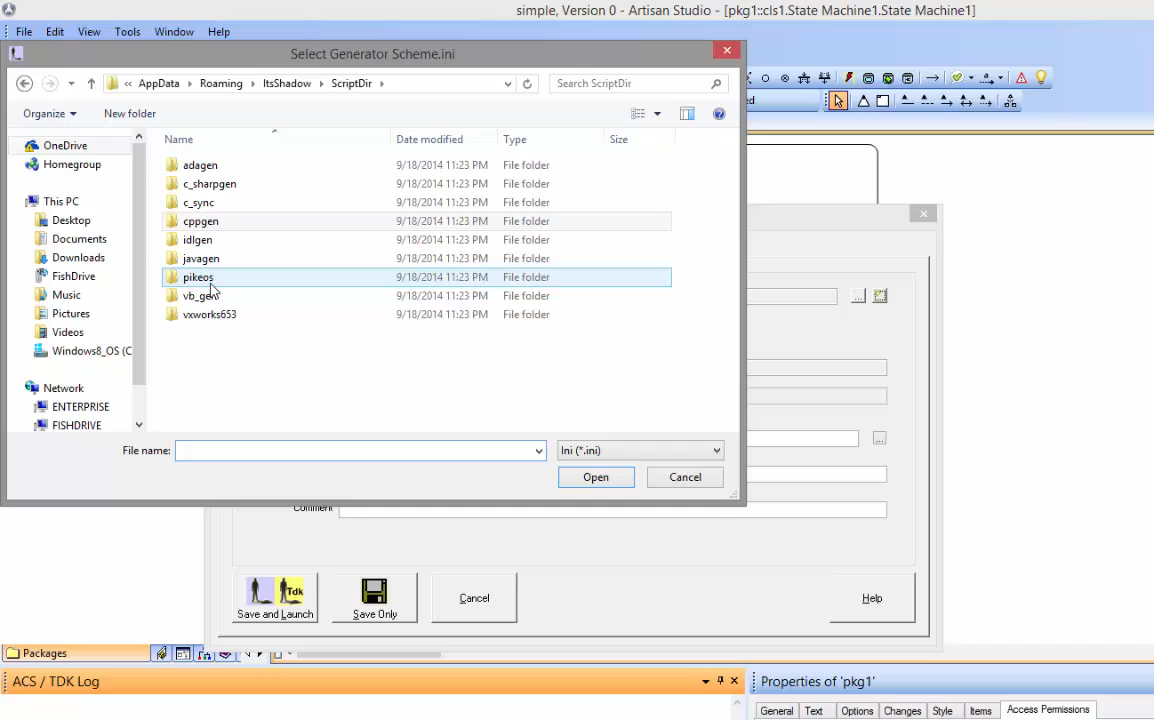 simple, Version 0 - Artisan Studio - [pkg1::cls1.State Machine1.State Machine1]
File Edit View Tools Window Help
Select Generator Scheme.ini
« AppData Roaming ItsShadow ScriptDir
Search ScriptDir
Organize New folder
Name Date modified Type Size
OneDrive
Homegroup
This PC
Desktop
Documents
Downloads
FishDrive
Music
Pictures
Videos
Windows8_OS (C
Network
ENTERPRISE
FISHDRIVE
adagen 9/18/2014 11:23 PM File folder
c_sharpgen 9/18/2014 11:23 PM File folder
c_sync 9/18/2014 11:23 PM File folder
cppgen 9/18/2014 11:23 PM File folder
idlgen 9/18/2014 11:23 PM File folder
javagen 9/18/2014 11:23 PM File folder
pikeos 9/18/2014 11:23 PM File folder
vb_gen 9/18/2014 11:23 PM File folder
vxworks653 9/18/2014 11:23 PM File folder
File name: Ini (*.ini)
Open Cancel
Comment
Tdk
Save and Launch
Save Only
Cancel
Help
Packages
ACS / TDK Log
Properties of 'pkg1'
General Text Options Changes Style Items Access Permissions